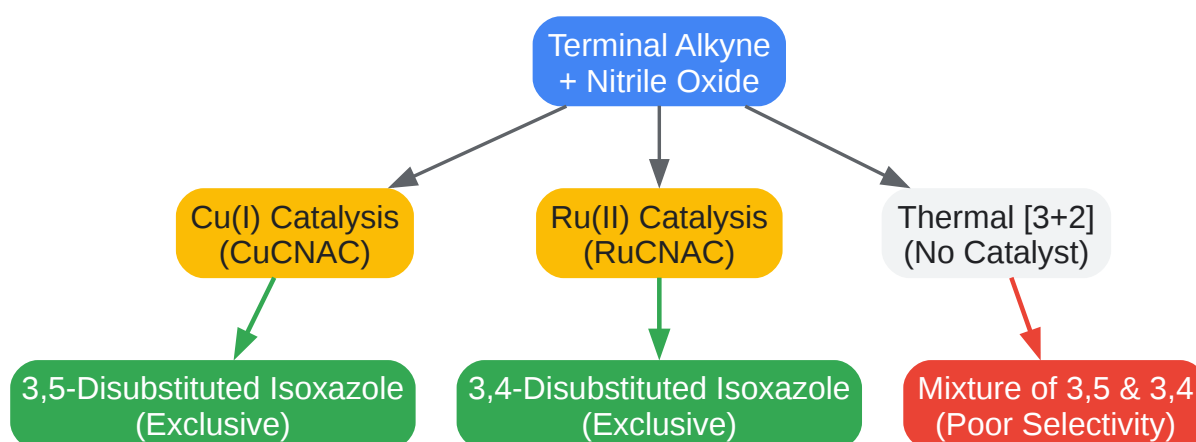 Terminal Alkyne
+ Nitrile Oxide
Cu(I) Catalysis
(CuCNAC)
Ru(II) Catalysis
(RuCNAC)
Thermal [3+2]
(No Catalyst)
3,5-Disubstituted Isoxazole
(Exclusive)
3,4-Disubstituted Isoxazole
(Exclusive)
Mixture of 3,5 & 3,4
(Poor Selectivity)